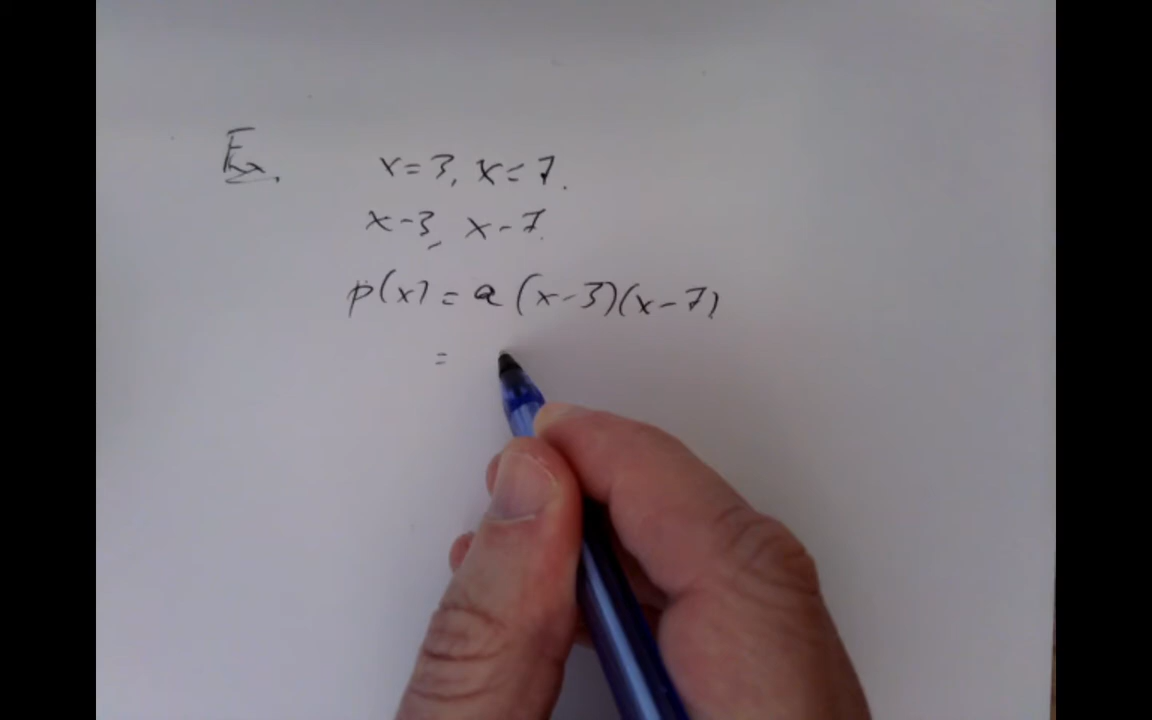 Ex. x=3, x=7.
x-3, x-7.
p(x) = a(x-3)(x-7)
=